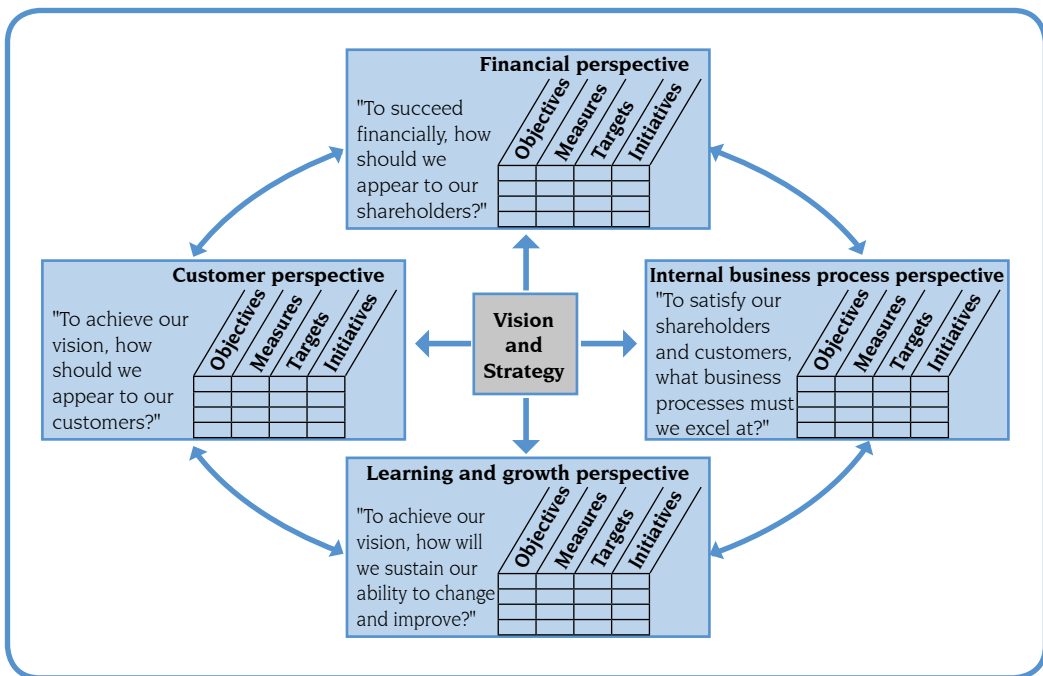 Financial perspective
"To succeed
financially, how
should we
appear to our
shareholders?"
Objectives
Measures
Targets
Initiatives
Customer perspective
"To achieve our
vision, how
should we
appear to our
customers?"
Objectives
Measures
Targets
Initiatives
Vision
and
Strategy
Internal business process perspective
"To satisfy our
shareholders
and customers,
what business
processes must
we excel at?"
Objectives
Measures
Targets
Initiatives
Learning and growth perspective
"To achieve our
vision, how will
we sustain our
ability to change
and improve?"
Objectives
Measures
Targets
Initiatives